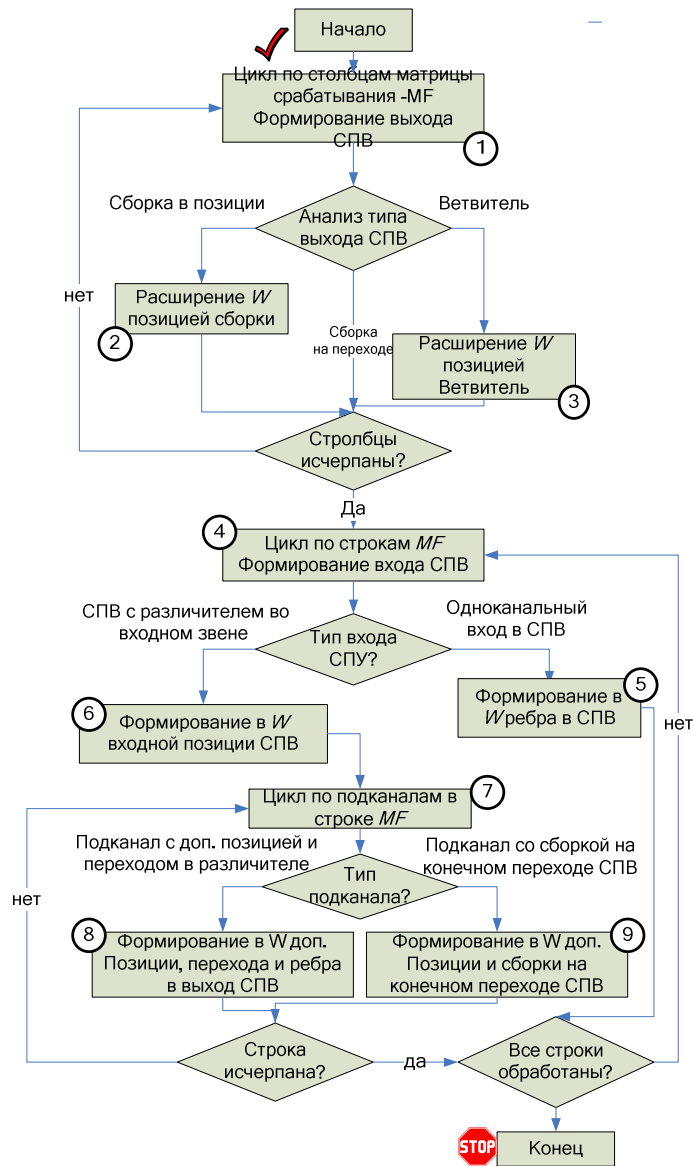 Начало
Цикл по столбцам матрицы
срабатывания -MF
Формирование выхода
СПВ
1
Сборка в позиции
Ветвитель
Анализ типа
выхода СПВ
нет
Расширение W
позицией сборки
2
Сборка
на переходе
Расширение W
позицией
Ветвитель
3
Стролбцы
исчерпаны?
Да
4
Цикл по строкам MF
Формирование входа СПВ
СПВ с различителем во
входном звене
Одноканальный
вход в СПВ
Тип входа
СПУ?
5
Формирование в
W ребра в СПВ
нет
6
Формирование в W
входной позиции СПВ
7
Цикл по подканалам в
строке MF
Подканал с доп. позицией и
переходом в различителе
Подканал со сборкой на
конечном переходе СПВ
Тип
подканала?
нет
8
Формирование в W доп.
Позиции, перехода и ребра
в выход СПВ
9
Формирование в W доп.
Позиции и сборки на
конечном переходе СПВ
Строка
исчерпана?
да
Все строки
обработаны?
STOP
Конец